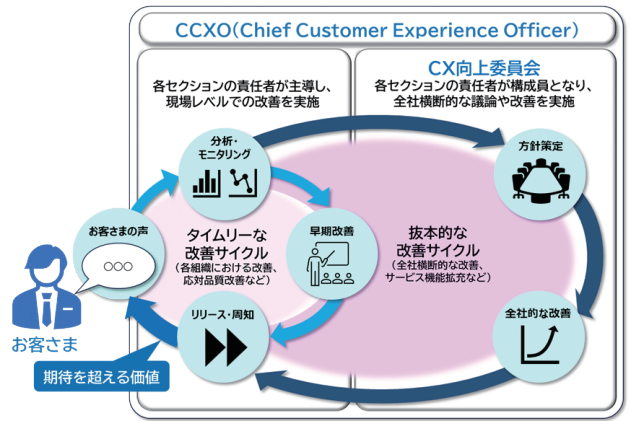 CCXO(Chief Customer Experience Officer)
各セクションの責任者が主導し、
現場レベルでの改善を実施
CX向上委員会
各セクションの責任者が構成員となり、
全社横断的な議論や改善を実施
分析・
モニタリング
方針策定
お客さまの声
○○○
タイムリーな
改善サイクル
(各組織における改善、
応対品質改善など)
早期改善
抜本的な
改善サイクル
(全社横断的な改善、
サービス機能拡充など)
リリース・周知
全社的な改善
お客さま
期待を超える価値